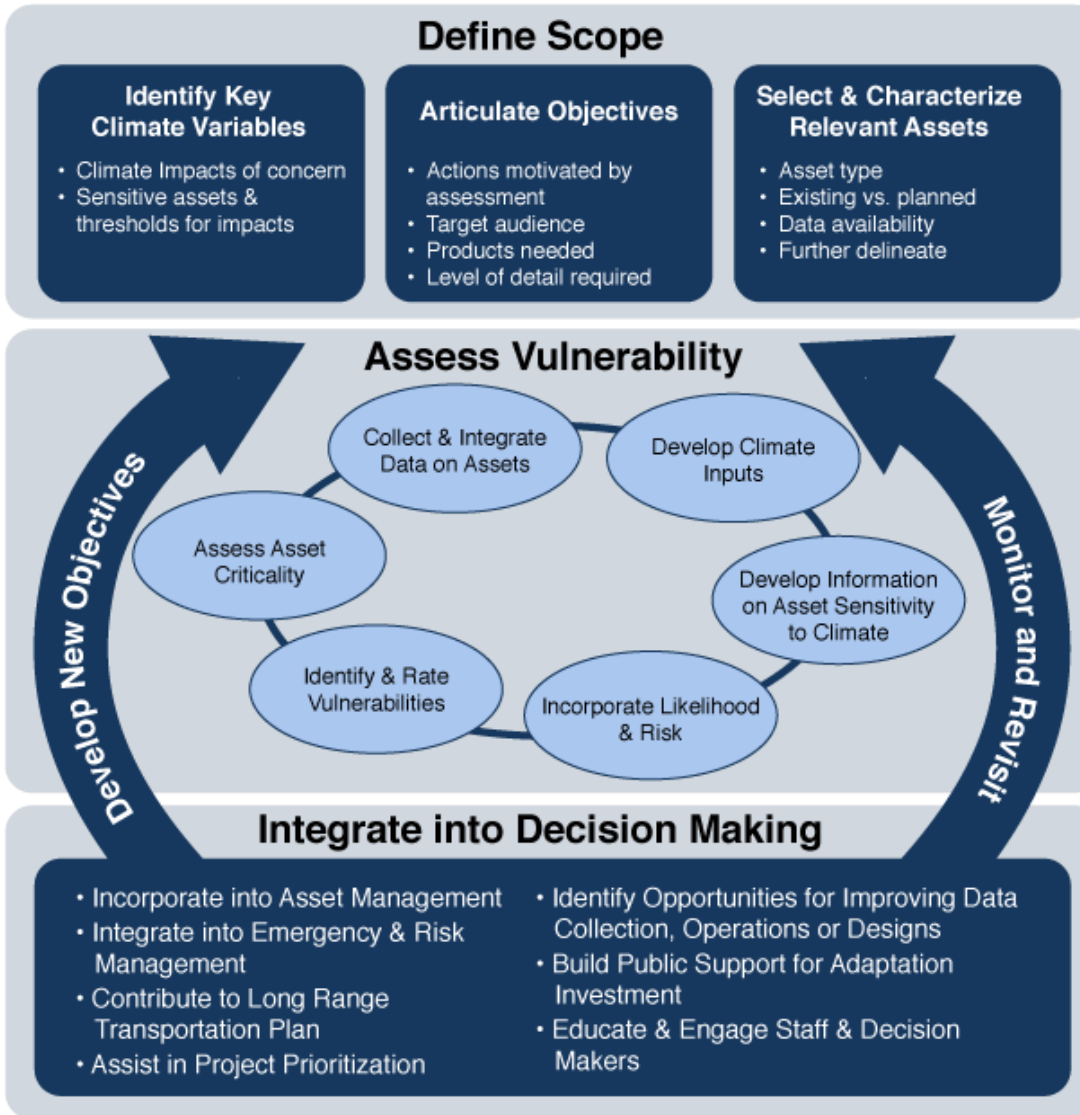 Define Scope
Identify Key
Climate Variables
• Climate Impacts of concern
• Sensitive assets &
thresholds for impacts
Articulate Objectives
• Actions motivated by
assessment
• Target audience
• Products needed
• Level of detail required
Select & Characterize
Relevant Assets
• Asset type
• Existing vs. planned
• Data availability
• Further delineate
Assess Vulnerability
Collect & Integrate
Data on Assets
Develop Climate
Inputs
Assess Asset
Criticality
Develop Information
on Asset Sensitivity
to Climate
Identify & Rate
Vulnerabilities
Incorporate Likelihood
& Risk
Develop New Objectives
Monitor and Revisit
Integrate into Decision Making
• Incorporate into Asset Management
• Integrate into Emergency & Risk
Management
• Contribute to Long Range
Transportation Plan
• Assist in Project Prioritization
• Identify Opportunities for Improving Data
Collection, Operations or Designs
• Build Public Support for Adaptation
Investment
• Educate & Engage Staff & Decision
Makers